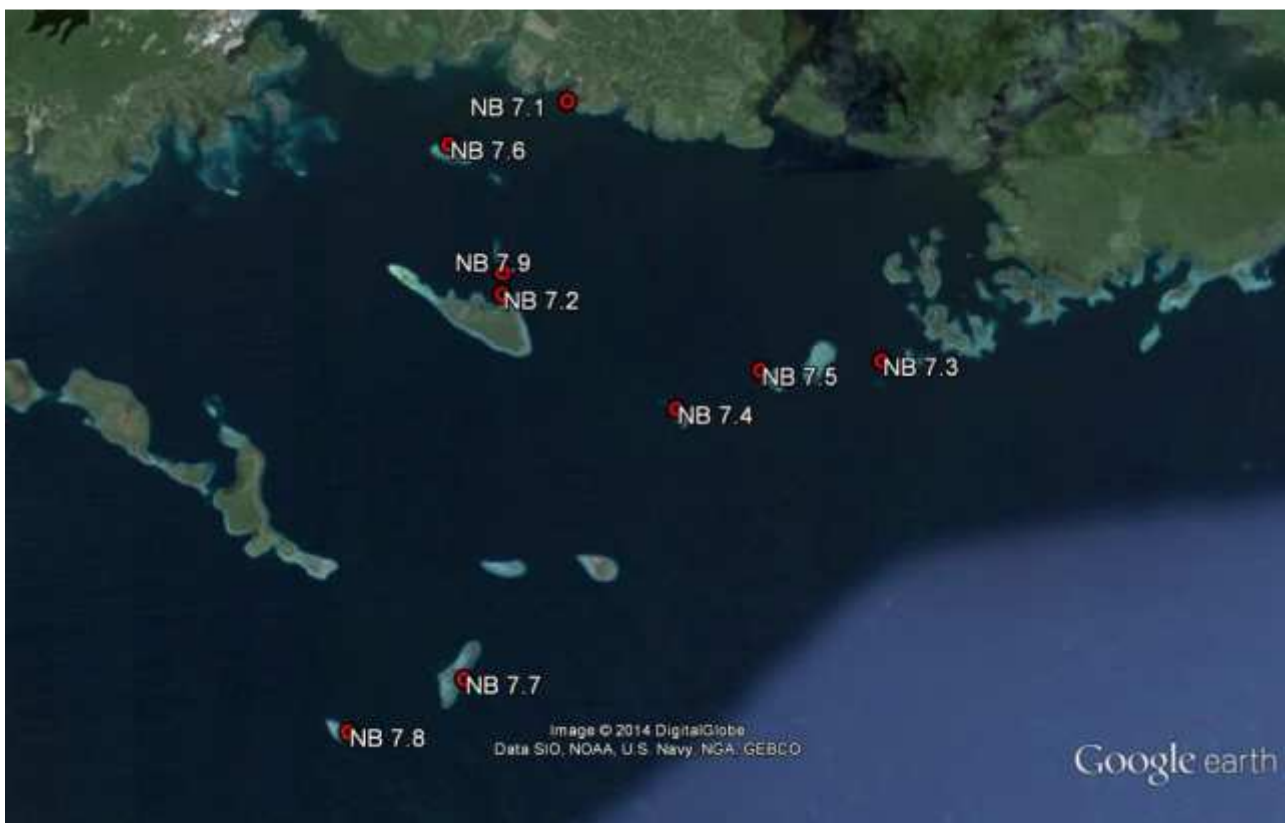 NB 7.1
NB 7.6
NB 7.9
NB 7.2
NB 7.3
NB 7.5
NB 7.4
NB 7.7
NB 7.8
Image © 2014 DigitalGlobe
Data SIO, NOAA, U.S. Navy, NGA, GEBCO
Google earth